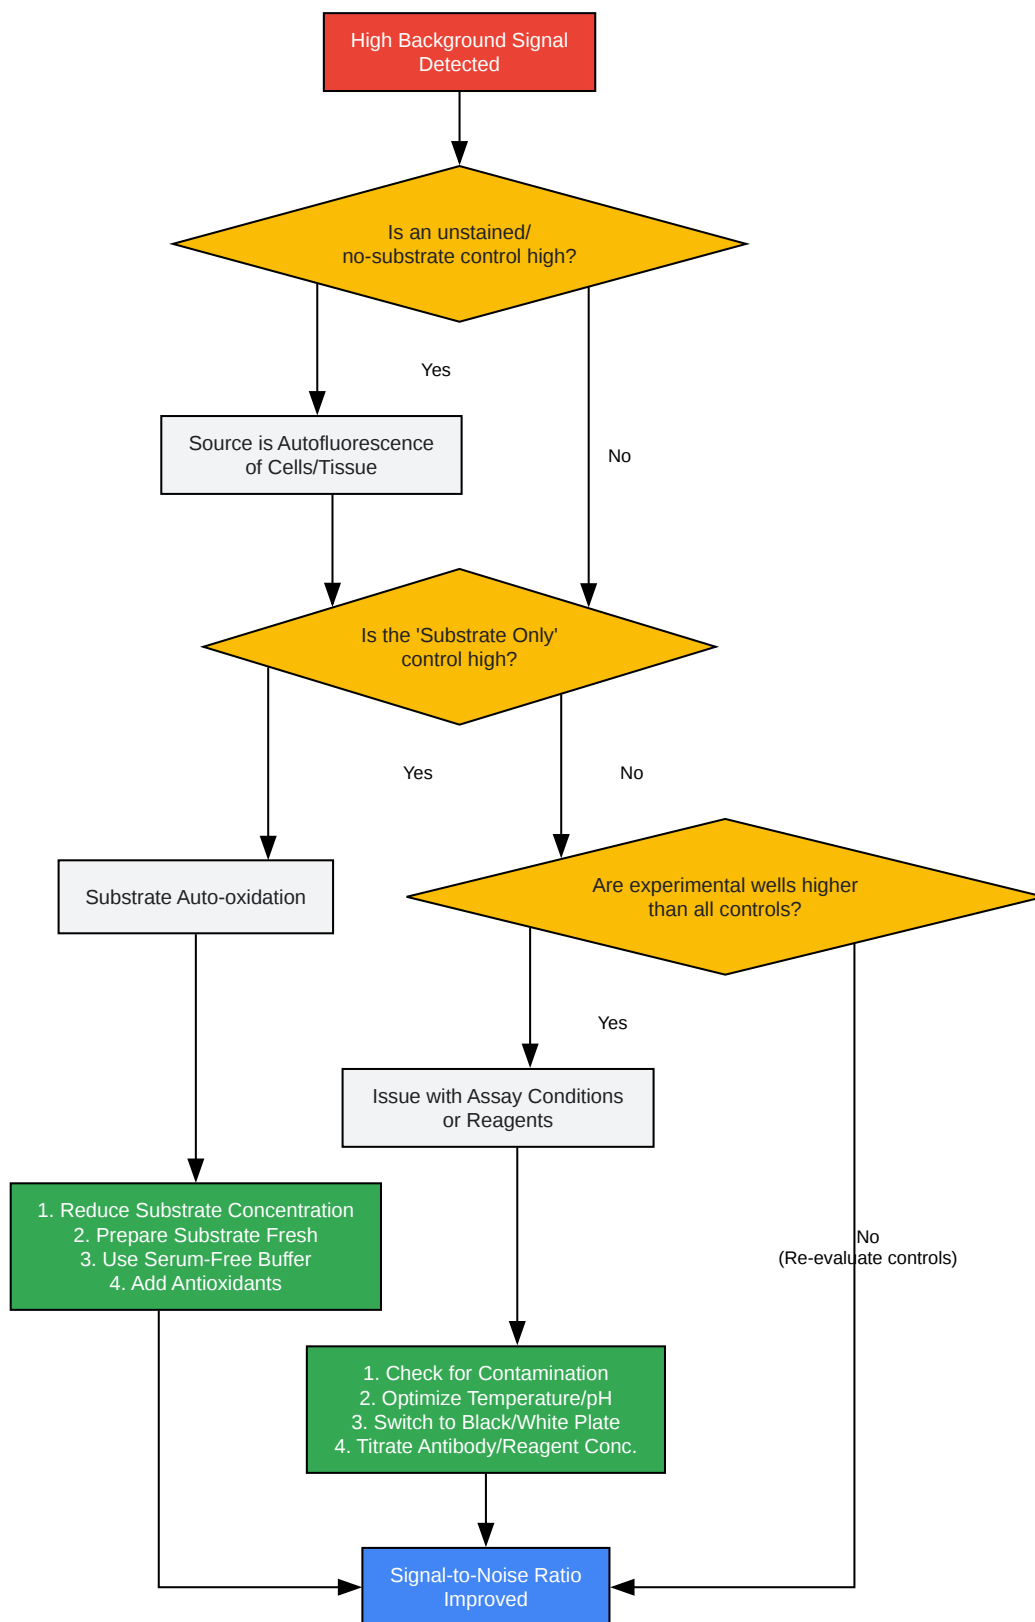 High Background Signal
Detected
Is an unstained/
no-substrate control high?
Yes
Source is Autofluorescence
of Cells/Tissue
No
Is the 'Substrate Only'
control high?
Yes
No
Substrate Auto-oxidation
Are experimental wells higher
than all controls?
Yes
Issue with Assay Conditions
or Reagents
1. Reduce Substrate Concentration
2. Prepare Substrate Fresh
3. Use Serum-Free Buffer
4. Add Antioxidants
No
(Re-evaluate controls)
1. Check for Contamination
2. Optimize Temperature/pH
3. Switch to Black/White Plate
4. Titrate Antibody/Reagent Conc.
Signal-to-Noise Ratio
Improved